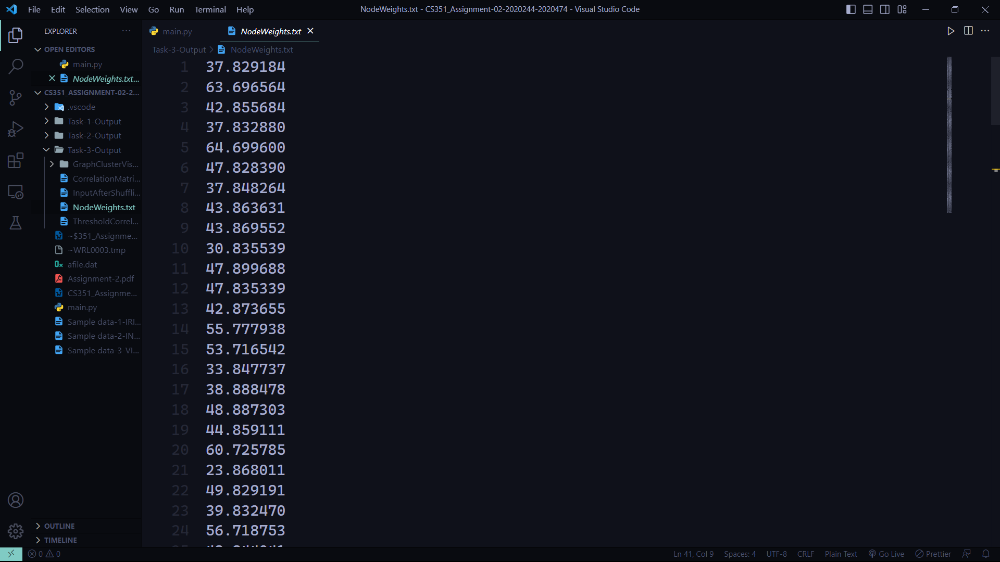 File Edit Selection View Go Run Terminal Help
NodeWeights.txt - CS351_Assignment-02-2020244-2020474 - Visual Studio Code
EXPLORER
OPEN EDITORS
main.py
NodeWeights.txt...
CS351_ASSIGNMENT-02-2...
.vscode
Task-1-Output
Task-2-Output
Task-3-Output
GraphClusterVis...
CorrelationMatri...
InputAfterShuffli...
NodeWeights.txt
ThresholdCorrel...
~$351_Assignme...
~WRL0003.tmp
afile.dat
Assignment-2.pdf
CS351_Assignme...
main.py
Sample data-1-IRI...
Sample data-2-IN...
Sample data-3-VI...
OUTLINE
TIMELINE
main.py NodeWeights.txt
Task-3-Output > NodeWeights.txt
1 37.829184
2 63.696564
3 42.855684
4 37.832880
5 64.699600
6 47.828390
7 37.848264
8 43.863631
9 43.869552
10 30.835539
11 47.899688
12 47.835339
13 42.873655
14 55.777938
15 53.716542
16 33.847737
17 38.888478
18 48.887303
19 44.859111
20 60.725785
21 23.868011
22 49.829191
23 39.832470
24 56.718753
0 0 Ln 41, Col 9 Spaces: 4 UTF-8 CRLF Plain Text Go Live Prettier